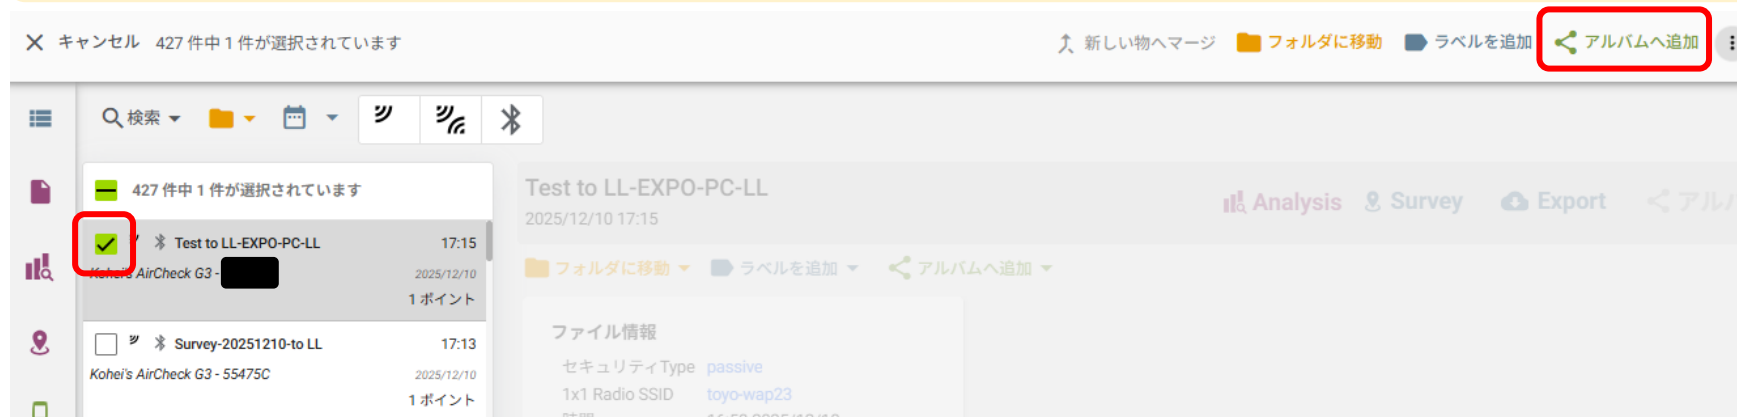 キャンセル 427 件中 1 件が選択されています 新しい物へマージ フォルダに移動 ラベルを追加 アルバムへ追加
検索
427 件中 1 件が選択されています
Test to LL-EXPO-PC-LL 17:15
Kohei's AirCheck G3 - 2025/12/10
1 ポイント
Survey-20251210-to LL 17:13
Kohei's AirCheck G3 - 55475C 2025/12/10
1 ポイント
Test to LL-EXPO-PC-LL
2025/12/10 17:15
Analysis Survey Export アルバ
フォルダに移動 ラベルを追加 アルバムへ追加
ファイル情報
セキュリティType passive
1x1 Radio SSID toyo-wap23